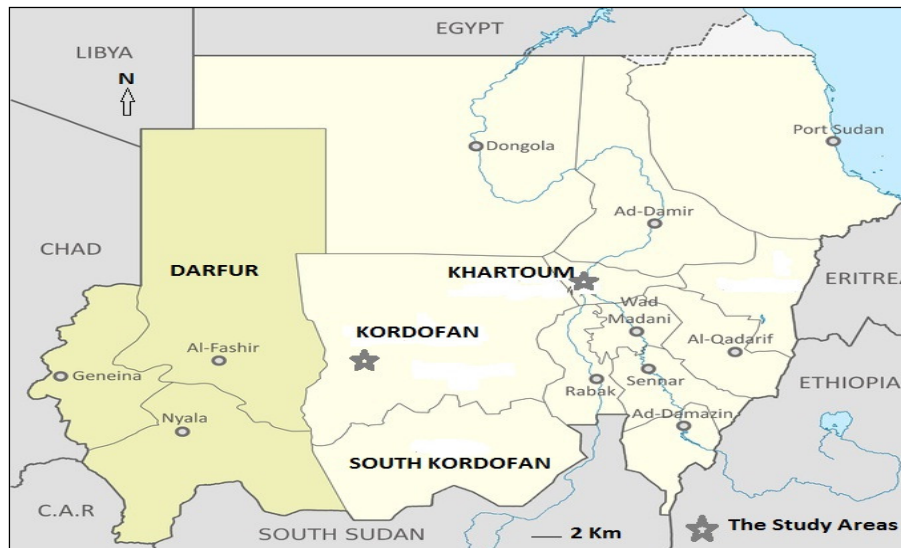 EGYPT
LIBYA
N
Port Sudan
Dongola
Ad-Damir
CHAD
DARFUR
KHARTOUM
ERITREA
Wad
Madani
KORDOFAN
Al-Qadarif
Al-Fashir
Geneina
Sennar
ETHIOPIA
Rabak
Nyala
Ad-Damazin
SOUTH KORDOFAN
C.A.R
SOUTH SUDAN
2 Km
The Study Areas